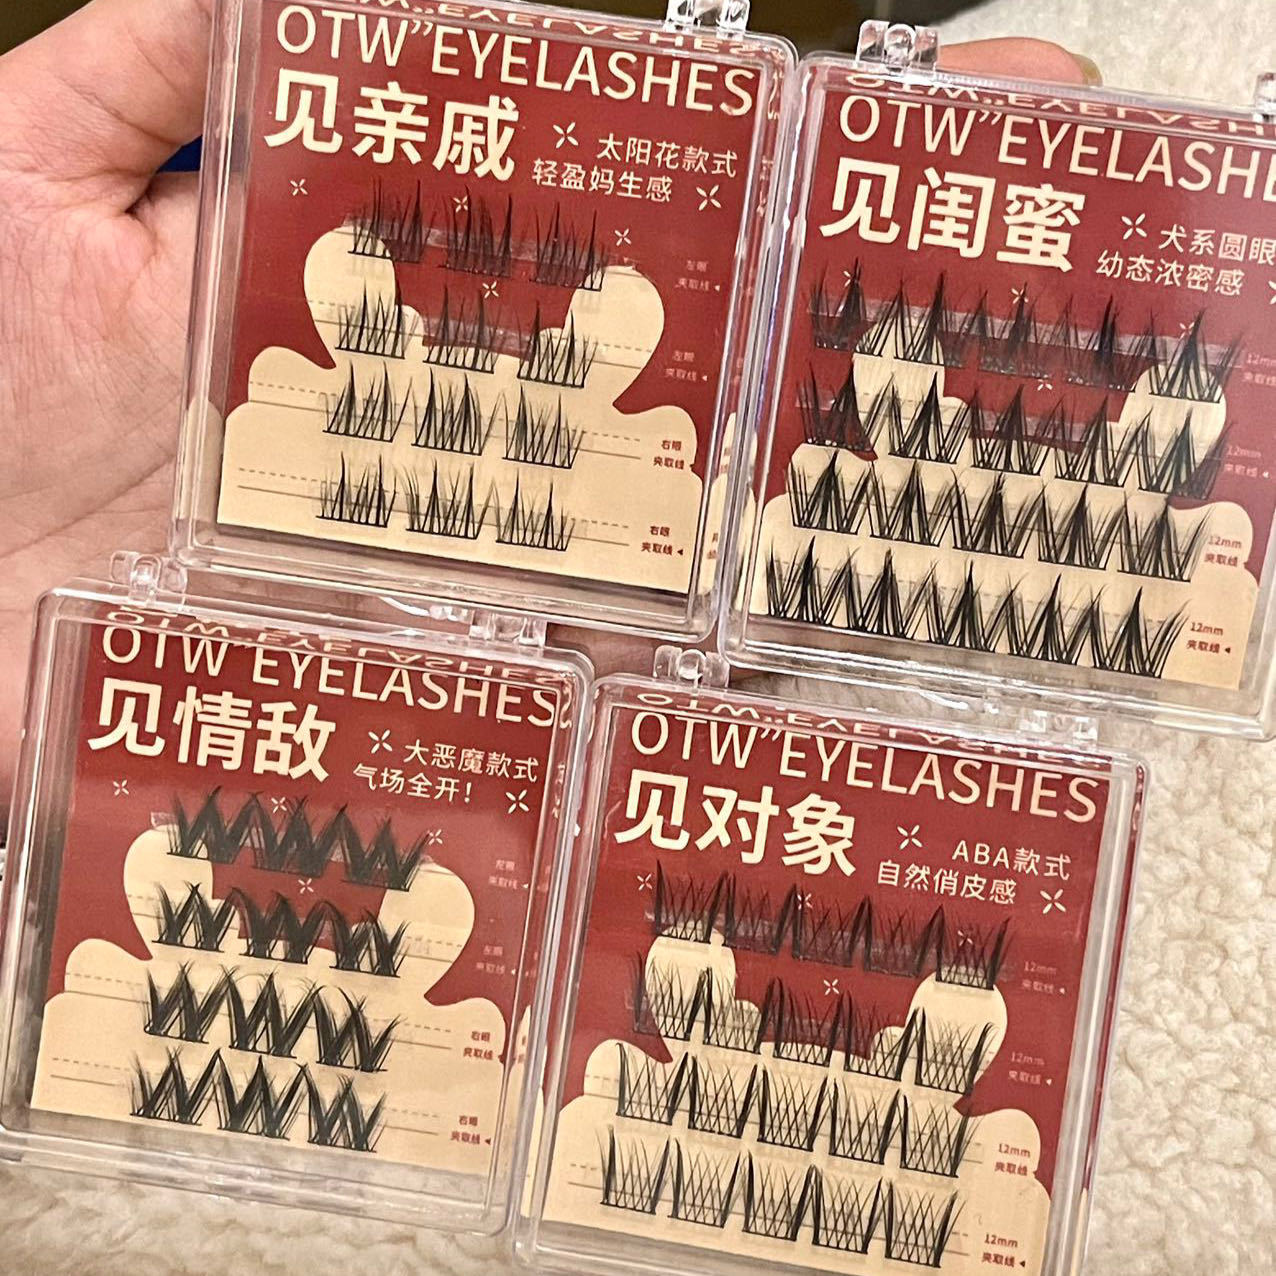 OTW”EYELASHES
见亲戚
太阳花款式
轻盈妈生感
左眼
夹取线
左眼
夹取线
右眼
夹取线
右眼
夹取线
OTW”EYELASHE
见闺蜜
犬系圆眼
幼态浓密感
12mm
夹取线
12mm
夹取线
12mm
夹取线
12mm
夹取线
OTW”EYELASHES
见情敌
大恶魔款式
气场全开！
左眼
夹取线
左眼
夹取线
右眼
夹取线
右眼
夹取线
OTW”EYELASHES
见对象
ABA款式
自然俏皮感
12mm
夹取线
12mm
夹取线
12mm
夹取线
12mm
夹取线